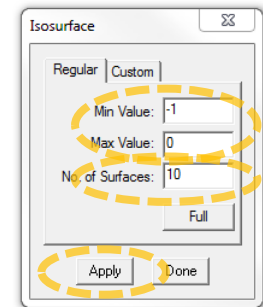 Isosurface
Regular Custom
Min Value: -1
Max Value: 0
No. of Surfaces: 10
Full
Apply Done